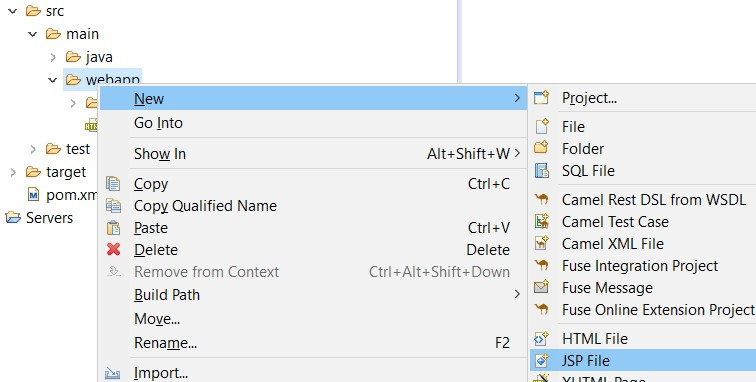 src
main
java
webapp
test
target
pom.xm
Servers
New
Go Into
Show In Alt+Shift+W
Copy Ctrl+C
Copy Qualified Name
Paste Ctrl+V
Delete Delete
Remove from Context Ctrl+Alt+Shift+Down
Build Path
Move...
Rename... F2
Import...
Project...
File
Folder
SQL File
Camel Rest DSL from WSDL
Camel Test Case
Camel XML File
Fuse Integration Project
Fuse Message
Fuse Online Extension Project
HTML File
JSP File
XHTML Page